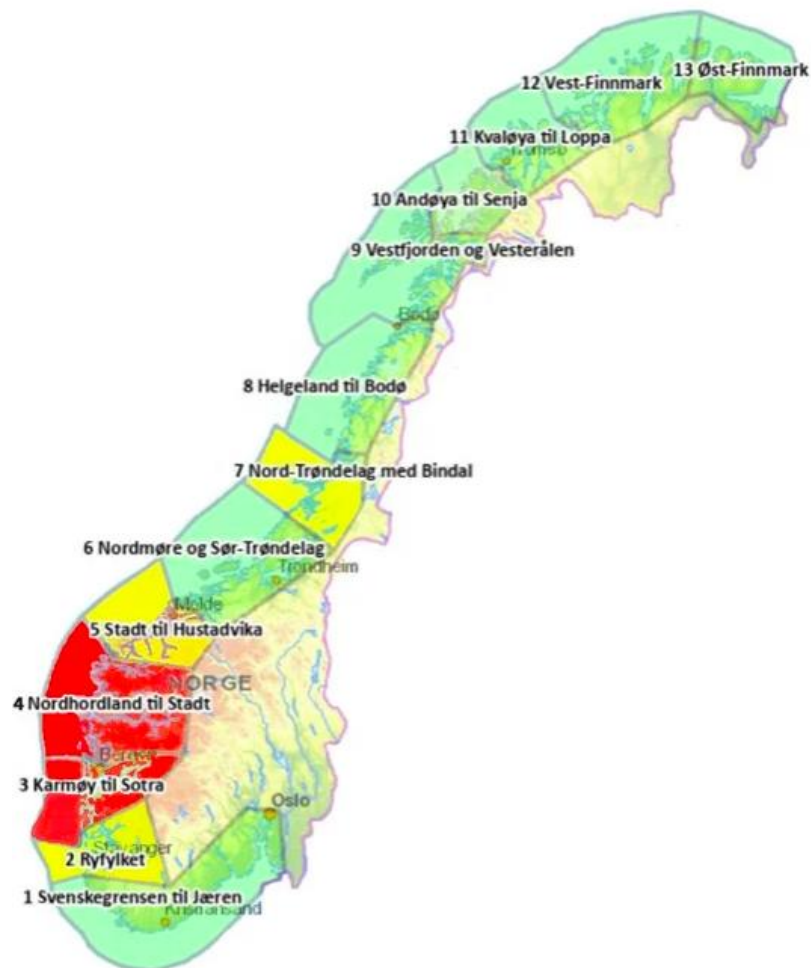 13 Øst-Finnmark
12 Vest-Finnmark
11 Kvaløya til Loppa
Tromsø
10 Andøya til Senja
9 Vestfjorden og Vesterålen
Bodø
8 Helgeland til Bodø
7 Nord-Trøndelag med Bindal
6 Nordmøre og Sør-Trøndelag
Trondheim
Molde
5 Stadt til Hustadvika
NORGE
4 Nordhordland til Stadt
Bergen
3 Karmøy til Sotra
Oslo
Stavanger
2 Ryfylket
1 Svenskegrensen til Jæren
Kristiansand